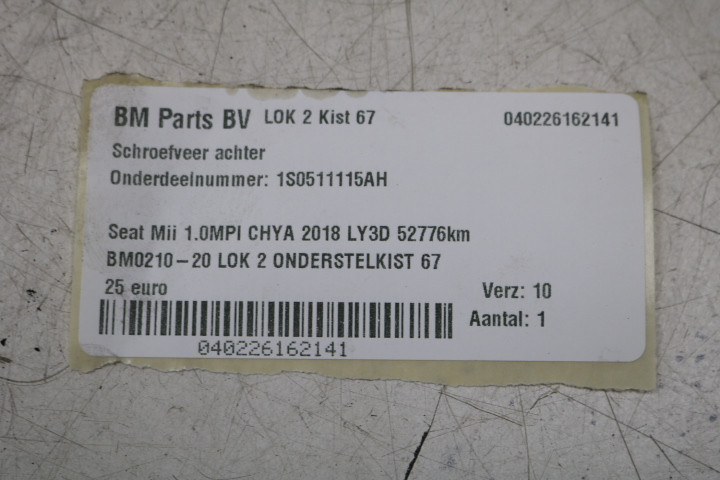 BM Parts BV LOK 2 Kist 67 040226162141
Schroefveer achter
Onderdeelnummer: 1S0511115AH
Seat Mii 1.0MPI CHYA 2018 LY3D 52776km
BM0210-20 LOK 2 ONDERSTELKIST 67
25 euro Verz: 10
Aantal: 1
040226162141